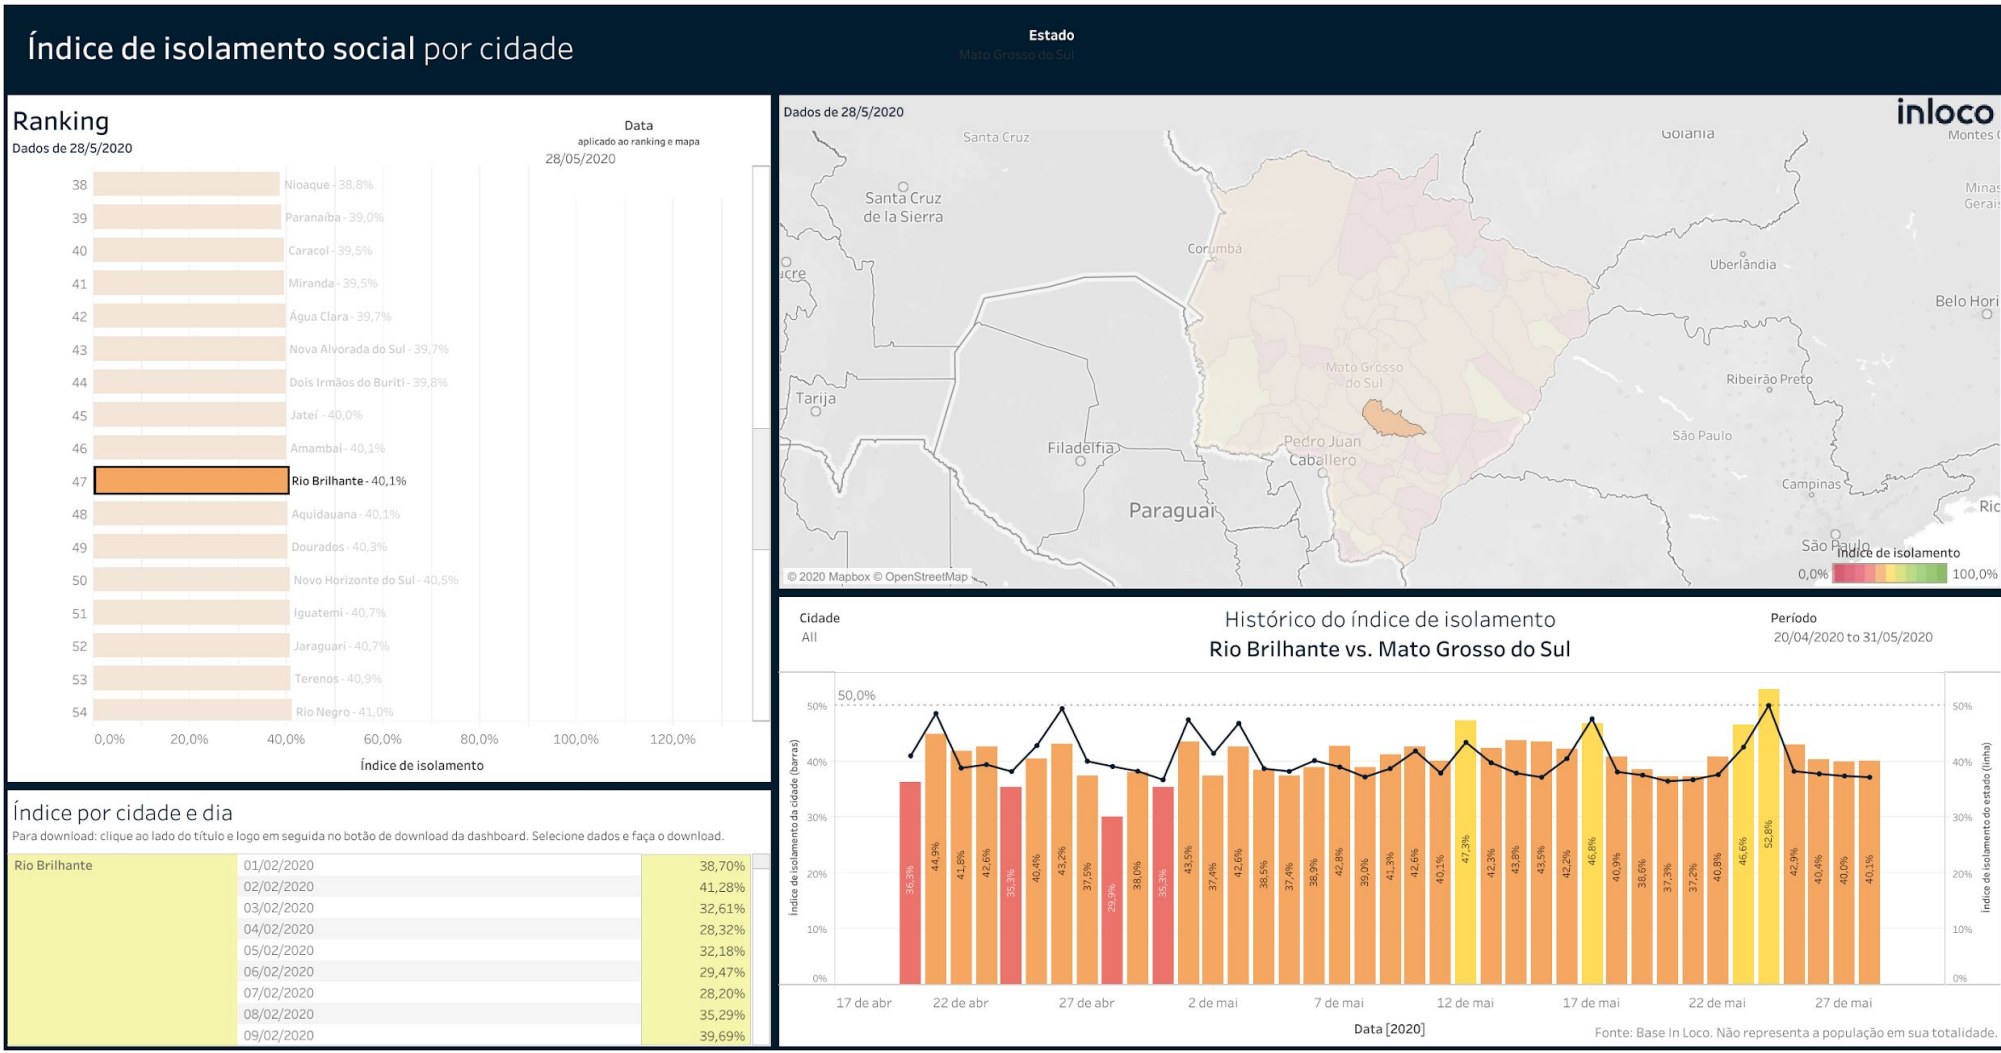 Índice de isolamento social por cidade
Estado
Mato Grosso do Sul
Ranking
Dados de 28/5/2020
Data
aplicado ao ranking e mapa
28/05/2020
38 Nioaque - 38,8%
39 Paranaíba - 39,0%
40 Caracol - 39,5%
41 Miranda - 39,5%
42 Água Clara - 39,7%
43 Nova Alvorada do Sul - 39,7%
44 Dois Irmãos do Buriti - 39,8%
45 Jateí - 40,0%
46 Amambai - 40,1%
47 Rio Brilhante - 40,1%
48 Aquidauana - 40,1%
49 Dourados - 40,3%
50 Novo Horizonte do Sul - 40,5%
51 Iguatemi - 40,7%
52 Jaraguari - 40,7%
53 Terenos - 40,9%
54 Rio Negro - 41,0%
0,0% 20,0% 40,0% 60,0% 80,0% 100,0% 120,0%
Índice de isolamento
Índice por cidade e dia
Para download: clique ao lado do título e logo em seguida no botão de download da dashboard. Selecione dados e faça o download.
Rio Brilhante 01/02/2020 38,70%
02/02/2020 41,28%
03/02/2020 32,61%
04/02/2020 28,32%
05/02/2020 32,18%
06/02/2020 29,47%
07/02/2020 28,20%
08/02/2020 35,29%
09/02/2020 39,69%
Dados de 28/5/2020
inloco
Santa Cruz
Goiânia
Montes
Santa Cruz
de la Sierra
Minas
Gerais
Corumbá
Uberlândia
ucre
Belo Hori
Mato Grosso
do Sul
Ribeirão Preto
Tarija
Filadelfia
Pedro Juan
Caballero
São Paulo
Campinas
Paraguai
Ric
São Paulo
Índice de isolamento
0,0% 100,0%
© 2020 Mapbox © OpenStreetMap
Cidade
All
Histórico do índice de isolamento
Rio Brilhante vs. Mato Grosso do Sul
Período
20/04/2020 to 31/05/2020
50,0%
Índice de isolamento da cidade (barras)
50%
40%
30%
20%
10%
0%
36,3% 44,9% 41,8% 42,6% 35,3% 40,4% 43,2% 37,5% 29,9% 38,0% 35,3% 43,5% 37,4% 42,6% 38,5% 37,4% 38,9% 42,8% 39,0% 41,3% 42,6% 40,1% 47,3% 42,3% 43,8% 43,5% 42,2% 46,8% 40,9% 38,6% 37,3% 37,2% 40,8% 46,6% 52,8% 42,9% 40,4% 40,0% 40,1%
50%
40%
30%
20%
10%
0%
Índice de isolamento do estado (linha)
17 de abr 22 de abr 27 de abr 2 de mai 7 de mai 12 de mai 17 de mai 22 de mai 27 de mai
Data [2020]
Fonte: Base In Loco. Não representa a população em sua totalidade.